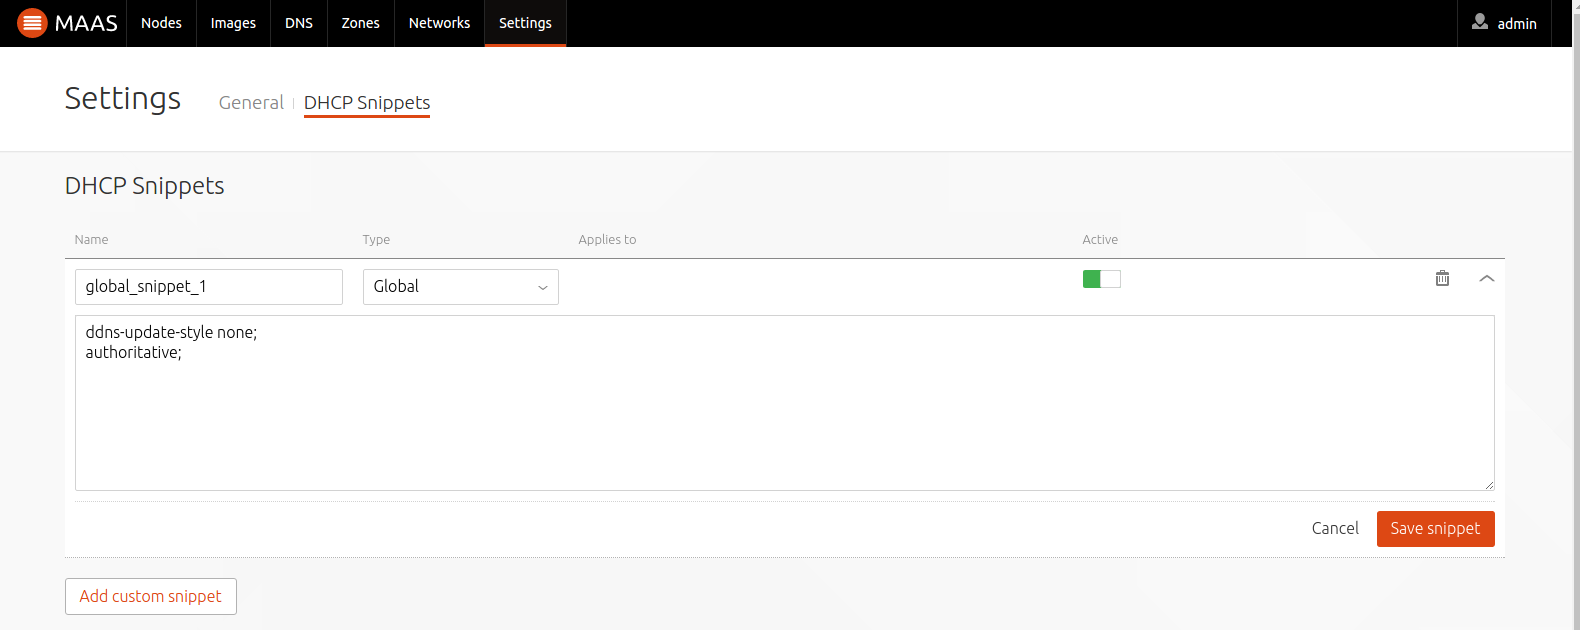 MAAS Nodes Images DNS Zones Networks Settings admin
Settings General DHCP Snippets
DHCP Snippets
Name Type Applies to Active
global_snippet_1 Global
ddns-update-style none;
authoritative;
Cancel Save snippet
Add custom snippet